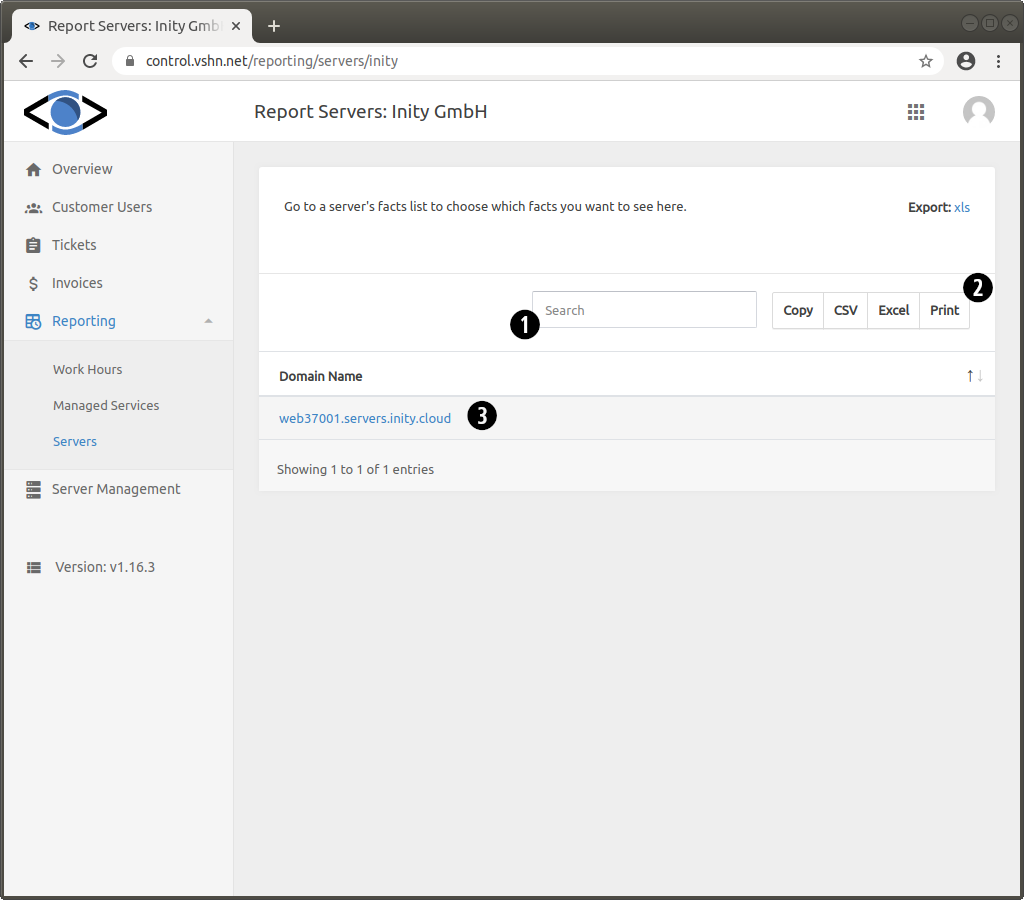 Report Servers: Inity Gmb
control.vshn.net/reporting/servers/inity
Report Servers: Inity GmbH
Overview
Customer Users
Tickets
Invoices
Reporting
Work Hours
Managed Services
Servers
Server Management
Version: v1.16.3
Go to a server's facts list to choose which facts you want to see here.
Export: xls
1
Search
Copy
CSV
Excel
Print
2
Domain Name
web37001.servers.inity.cloud
3
Showing 1 to 1 of 1 entries